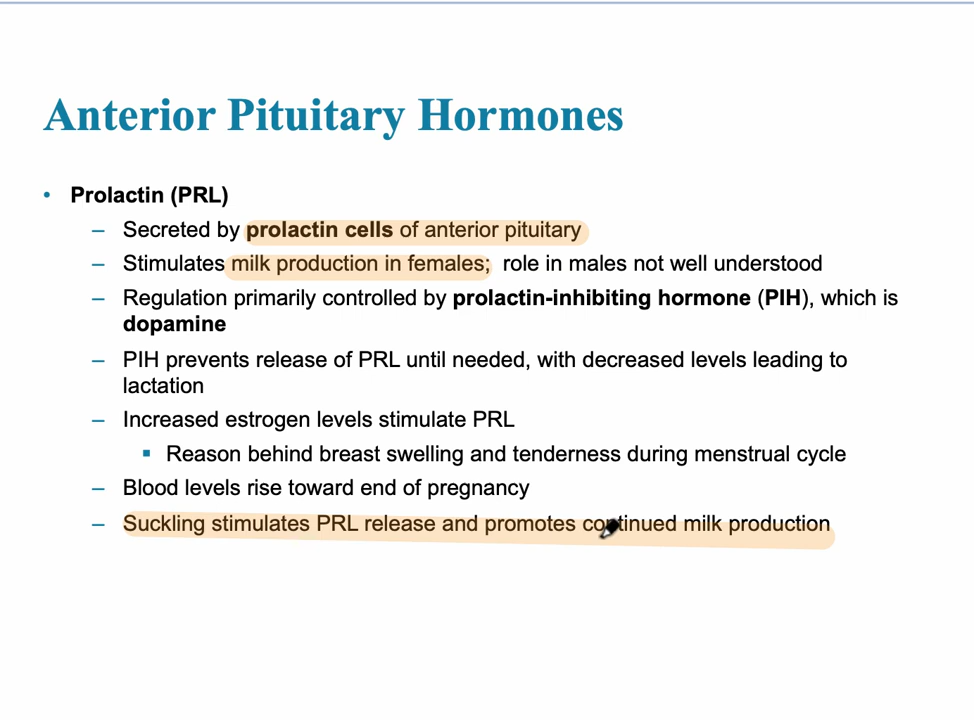 Anterior Pituitary Hormones
• Prolactin (PRL)
– Secreted by prolactin cells of anterior pituitary
– Stimulates milk production in females; role in males not well understood
– Regulation primarily controlled by prolactin-inhibiting hormone (PIH), which is
dopamine
– PIH prevents release of PRL until needed, with decreased levels leading to
lactation
– Increased estrogen levels stimulate PRL
▪ Reason behind breast swelling and tenderness during menstrual cycle
– Blood levels rise toward end of pregnancy
– Suckling stimulates PRL release and promotes continued milk production